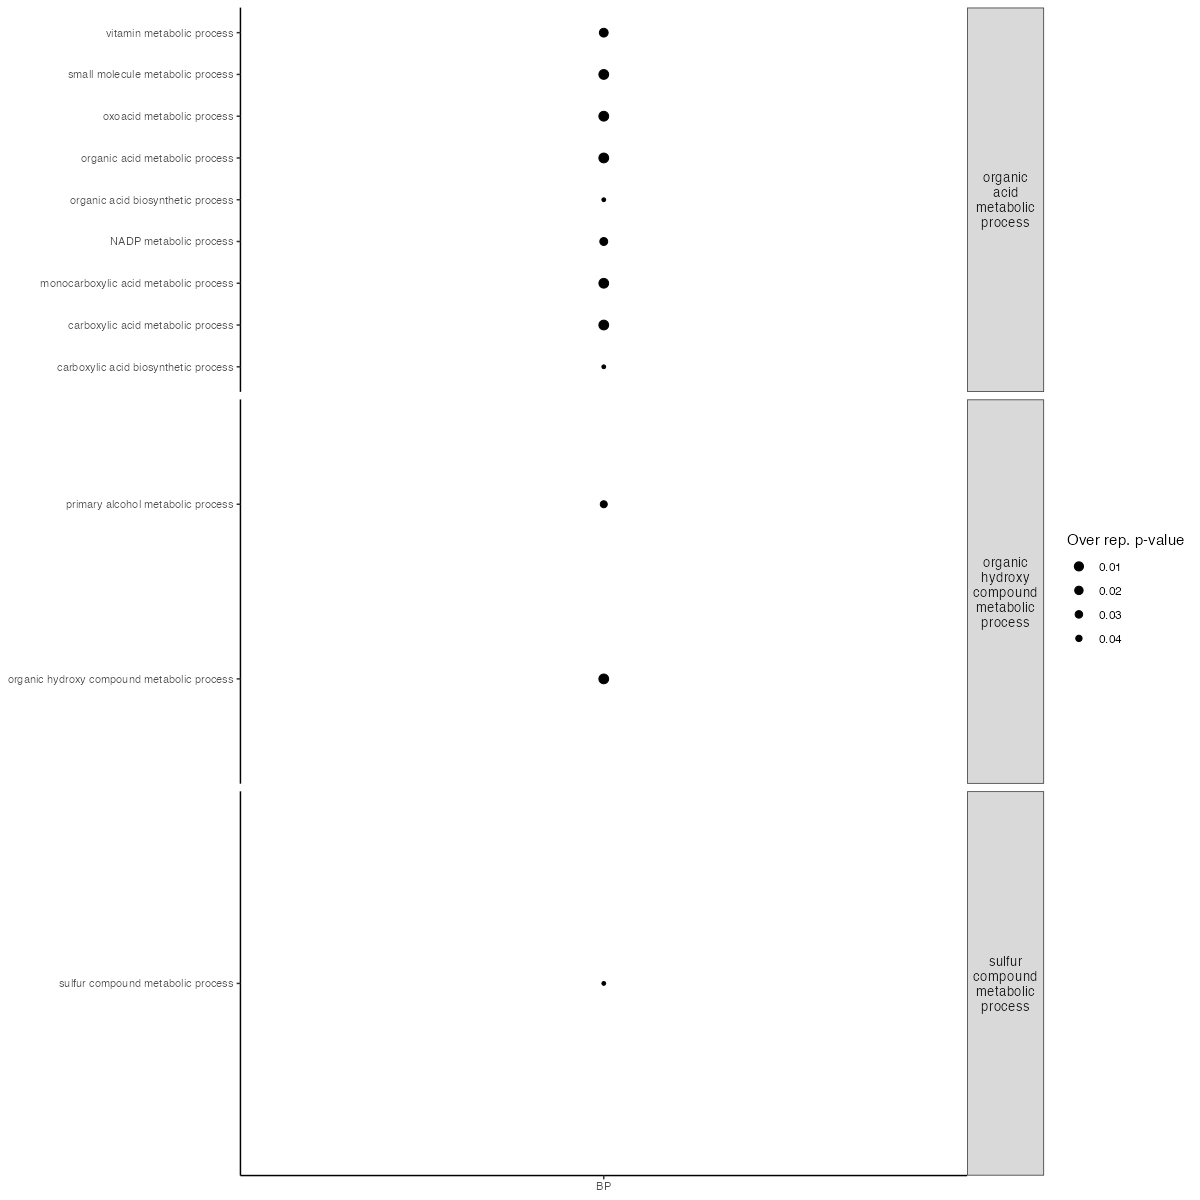 vitamin metabolic process
small molecule metabolic process
oxoacid metabolic process
organic acid metabolic process
organic acid biosynthetic process
NADP metabolic process
monocarboxylic acid metabolic process
carboxylic acid metabolic process
carboxylic acid biosynthetic process
organic
acid
metabolic
process
primary alcohol metabolic process
organic hydroxy compound metabolic process
organic
hydroxy
compound
metabolic
process
sulfur compound metabolic process
sulfur
compound
metabolic
process
BP
Over rep. p-value
0.01
0.02
0.03
0.04